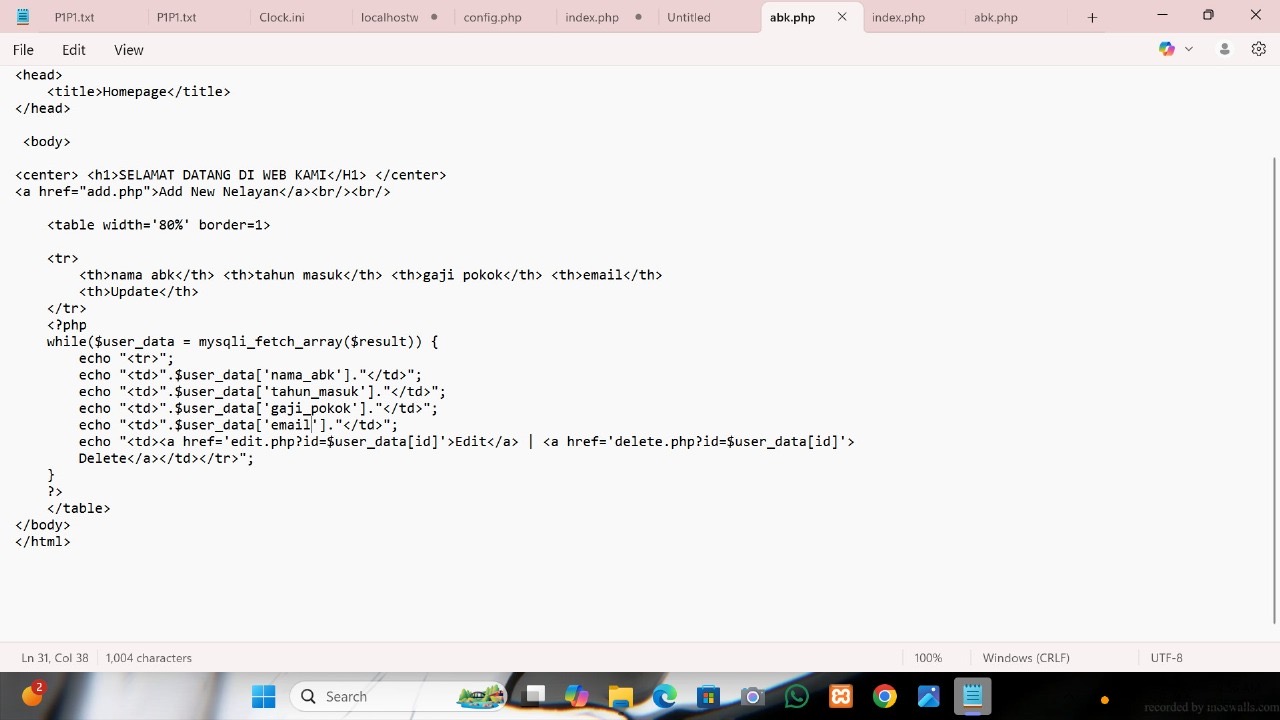 P1P1.txt P1P1.txt Clock.ini localhostw config.php index.php Untitled abk.php index.php abk.php
File Edit View
<head>
<title>Homepage</title>
</head>
<body>
<center> <h1>SELAMAT DATANG DI WEB KAMI</H1> </center>
<a href="add.php">Add New Nelayan</a><br/><br/>
<table width='80%' border=1>
<tr>
<th>nama abk</th> <th>tahun masuk</th> <th>gaji pokok</th> <th>email</th>
<th>Update</th>
</tr>
<?php
while($user_data = mysqli_fetch_array($result)) {
echo "<tr>";
echo "<td>".$user_data['nama_abk']."</td>";
echo "<td>".$user_data['tahun_masuk']."</td>";
echo "<td>".$user_data['gaji_pokok']."</td>";
echo "<td>".$user_data['email']."</td>";
echo "<td><a href='edit.php?id=$user_data[id]'>Edit</a> | <a href='delete.php?id=$user_data[id]'>
Delete</a></td></tr>";
}
?>
</table>
</body>
</html>
Ln 31, Col 38 1,004 characters 100% Windows (CRLF) UTF-8
2 Search
recorded by moewalls.com